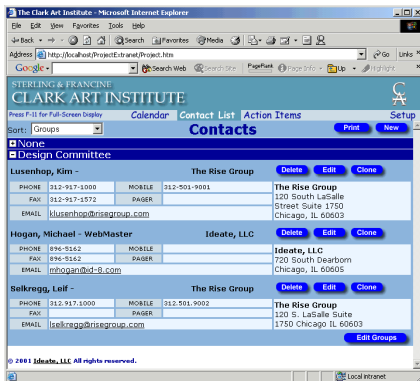 The Clark Art Institute - Microsoft Internet Explorer
File Edit View Favorites Tools Help
Back Search Favorites Media
Address http://localhost/ProjectExtranet/Project.htm Go Links »
Google Search Web Search Site PageRank Page Info Up Highlight
STERLING & FRANCINE
CLARK ART INSTITUTE
Press F-11 for Full-Screen Display Calendar Contact List Action Items Setup
Sort: Groups Contacts Print New
None
Design Committee
Lusenhop, Kim - The Rise Group Delete Edit Clone
PHONE 312-917-1000 MOBILE 312-501-9001 The Rise Group
FAX 312-917-1572 PAGER 120 South LaSalle
Street Suite 1750
EMAIL klusenhop@risegroup.com Chicago, IL 60603
Hogan, Michael - WebMaster Ideate, LLC Delete Edit Clone
PHONE 896-5162 MOBILE Ideate, LLC
FAX 896-5162 PAGER 720 South Dearborn
EMAIL mhogan@id-8.com Chicago, IL 60605
Selkregg, Leif - The Rise Group Delete Edit Clone
PHONE 312.917.1000 MOBILE 312.501.9002 The Rise Group
FAX PAGER 120 S. LaSalle Suite
EMAIL lselkregg@risegroup.com 1750 Chicago IL 60603
Edit Groups
© 2001 Ideate, LLC All rights reserved.
Local intranet